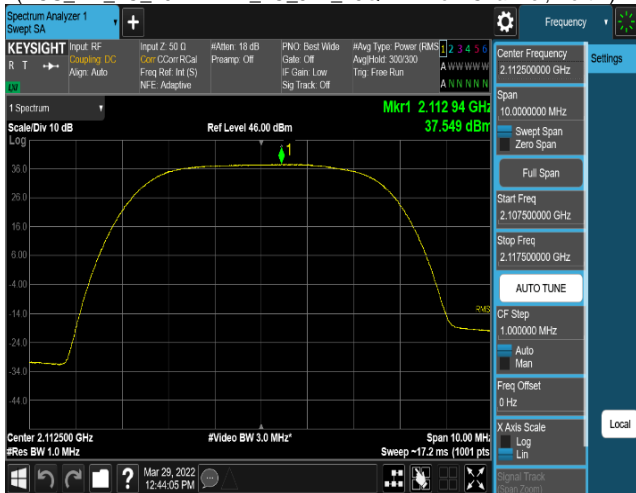 Spectrum Analyzer 1
Swept SA
Frequency
KEYSIGHT
R T
LXI
Input: RF
Coupling: DC
Align: Auto
Input Z: 50 Ω
Corr CCorr RCal
Freq Ref: Int (S)
NFE: Adaptive
#Atten: 18 dB
Preamp: Off
PNO: Best Wide
Gate: Off
IF Gain: Low
Sig Track: Off
#Avg Type: Power (RMS
Avg|Hold: 300/300
Trig: Free Run
1 2 3 4 5 6
A W W W W W
A N N N N N
1 Spectrum
Scale/Div 10 dB
Ref Level 46.00 dBm
Mkr1 2.112 94 GHz
37.549 dBm
Log
1
36.0
26.0
16.0
6.00
-4.00
-14.0
-24.0
-34.0
-44.0
RMS
Center 2.112500 GHz
#Res BW 1.0 MHz
#Video BW 3.0 MHz*
Span 10.00 MHz
Sweep ~17.2 ms (1001 pts
?
Mar 29, 2022
12:44:05 PM
Center Frequency
2.112500000 GHz
Span
10.0000000 MHz
Swept Span
Zero Span
Full Span
Start Freq
2.107500000 GHz
Stop Freq
2.117500000 GHz
AUTO TUNE
CF Step
1.000000 MHz
Auto
Man
Freq Offset
0 Hz
X Axis Scale
Log
Lin
Signal Track
(Span Zoom)
Settings
Local